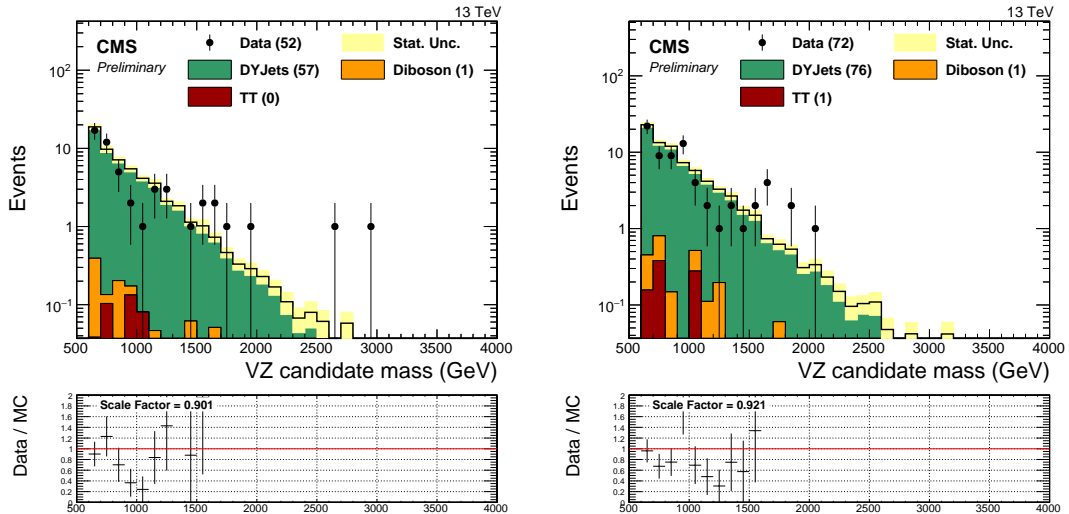 13 TeV
CMS
Preliminary
Data (52)
Stat. Unc.
DYJets (57)
Diboson (1)
TT (0)
Events
10²
10
1
10⁻¹
500 1000 1500 2000 2500 3000 3500 4000
VZ candidate mass (GeV)
Data / MC
Scale Factor = 0.901
2
1.8
1.6
1.4
1.2
1
0.8
0.6
0.4
0.2
0
500 1000 1500 2000 2500 3000 3500 4000
13 TeV
CMS
Preliminary
Data (72)
Stat. Unc.
DYJets (76)
Diboson (1)
TT (1)
Events
10²
10
1
10⁻¹
500 1000 1500 2000 2500 3000 3500 4000
VZ candidate mass (GeV)
Data / MC
Scale Factor = 0.921
2
1.8
1.6
1.4
1.2
1
0.8
0.6
0.4
0.2
0
500 1000 1500 2000 2500 3000 3500 4000